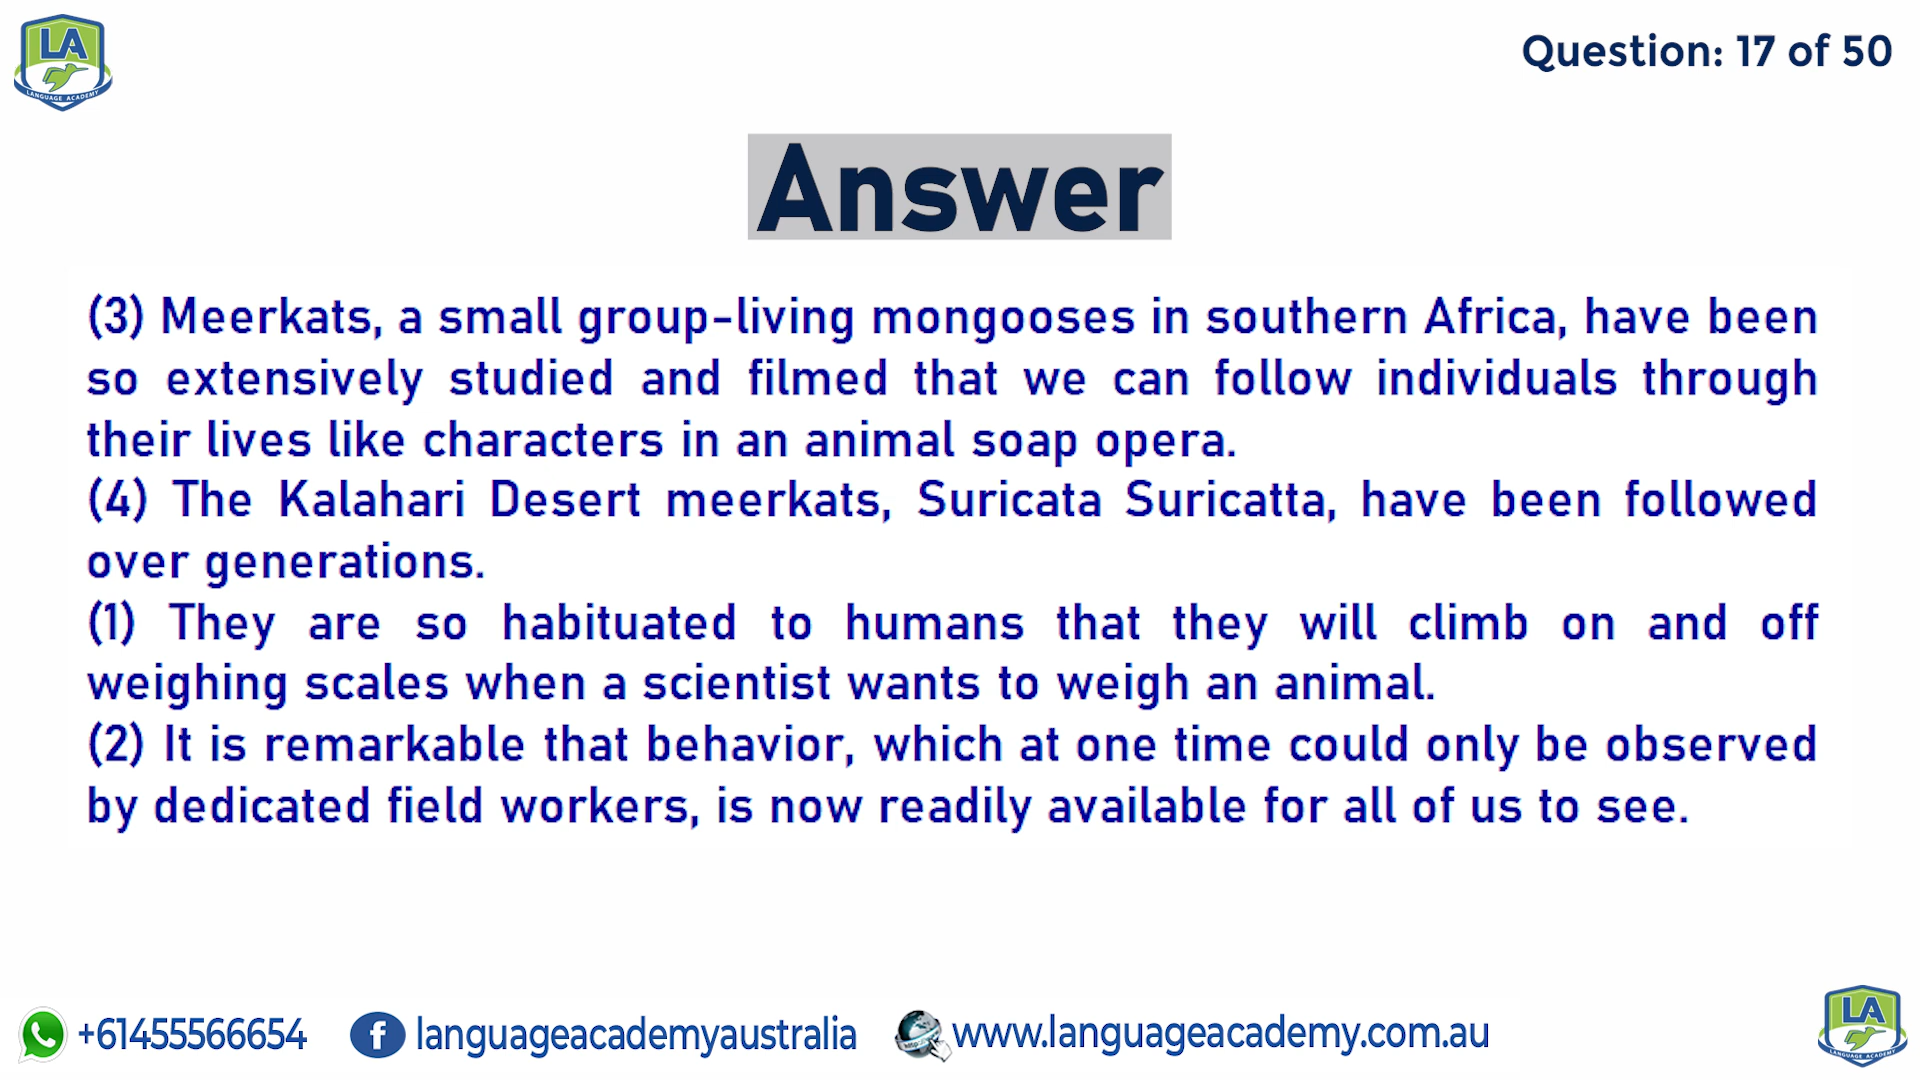 LA
LANGUAGE ACADEMY
Question: 17 of 50
Answer
(3) Meerkats, a small group-living mongooses in southern Africa, have been
so extensively studied and filmed that we can follow individuals through
their lives like characters in an animal soap opera.
(4) The Kalahari Desert meerkats, Suricata Suricatta, have been followed
over generations.
(1) They are so habituated to humans that they will climb on and off
weighing scales when a scientist wants to weigh an animal.
(2) It is remarkable that behavior, which at one time could only be observed
by dedicated field workers, is now readily available for all of us to see.
+61455566654
f languageacademyaustralia
www.languageacademy.com.au
LA
LANGUAGE ACADEMY